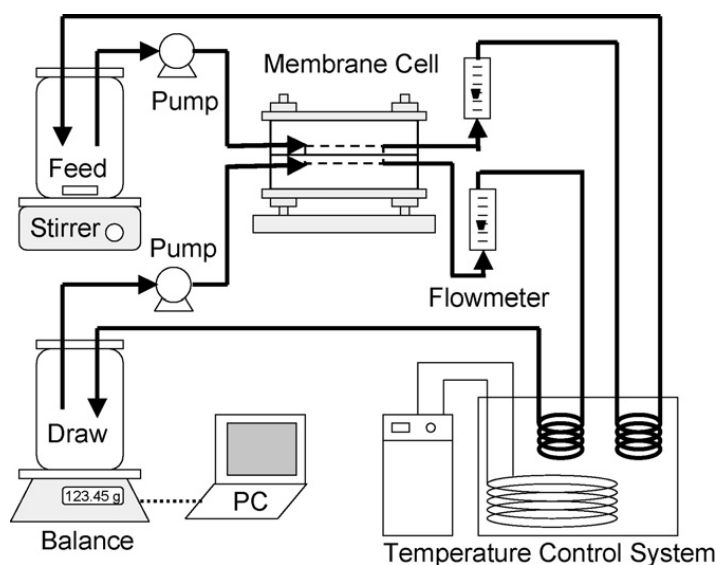 Membrane Cell
Pump
Feed
Stirrer
Pump
Flowmeter
Draw
123.45 g
PC
Balance
Temperature Control System